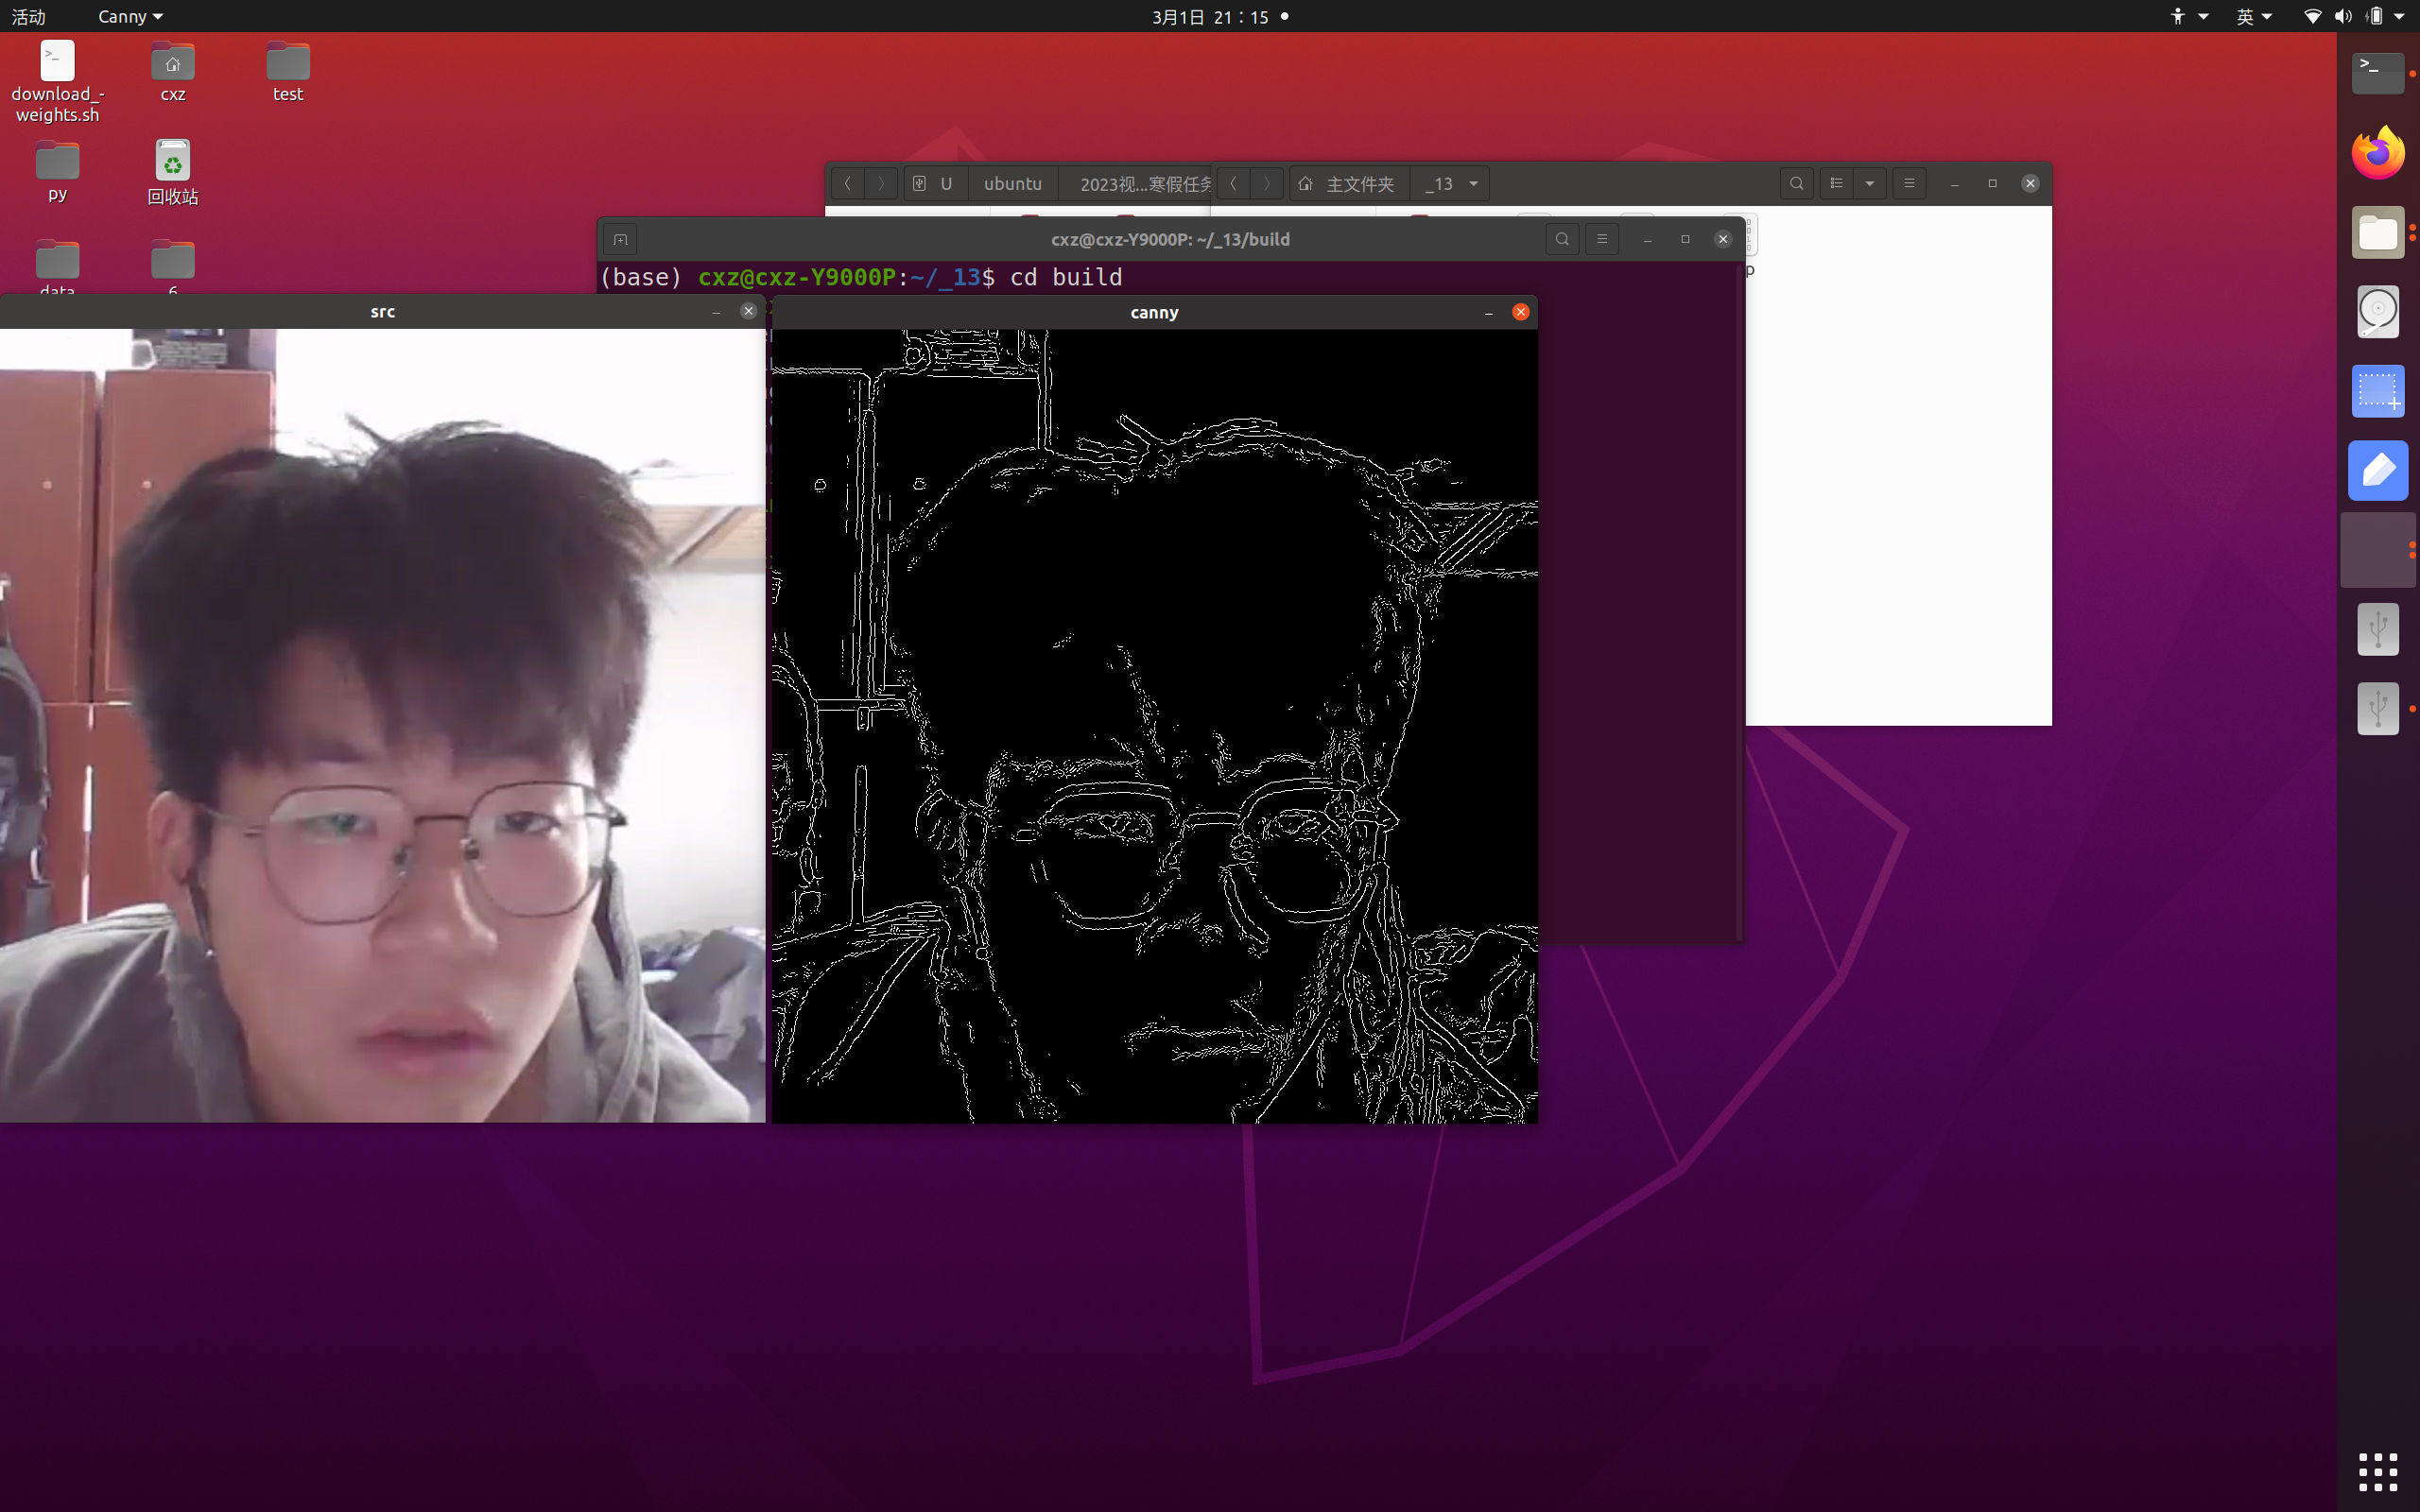 活动
Canny
3月1日 21：15
英
download_-
weights.sh
cxz
test
py
回收站
data
6
U
ubuntu
2023视...寒假任务
主文件夹
_13
cxz@cxz-Y9000P: ~/_13/build
p
(base) cxz@cxz-Y9000P:~/_13$ cd build
src
canny